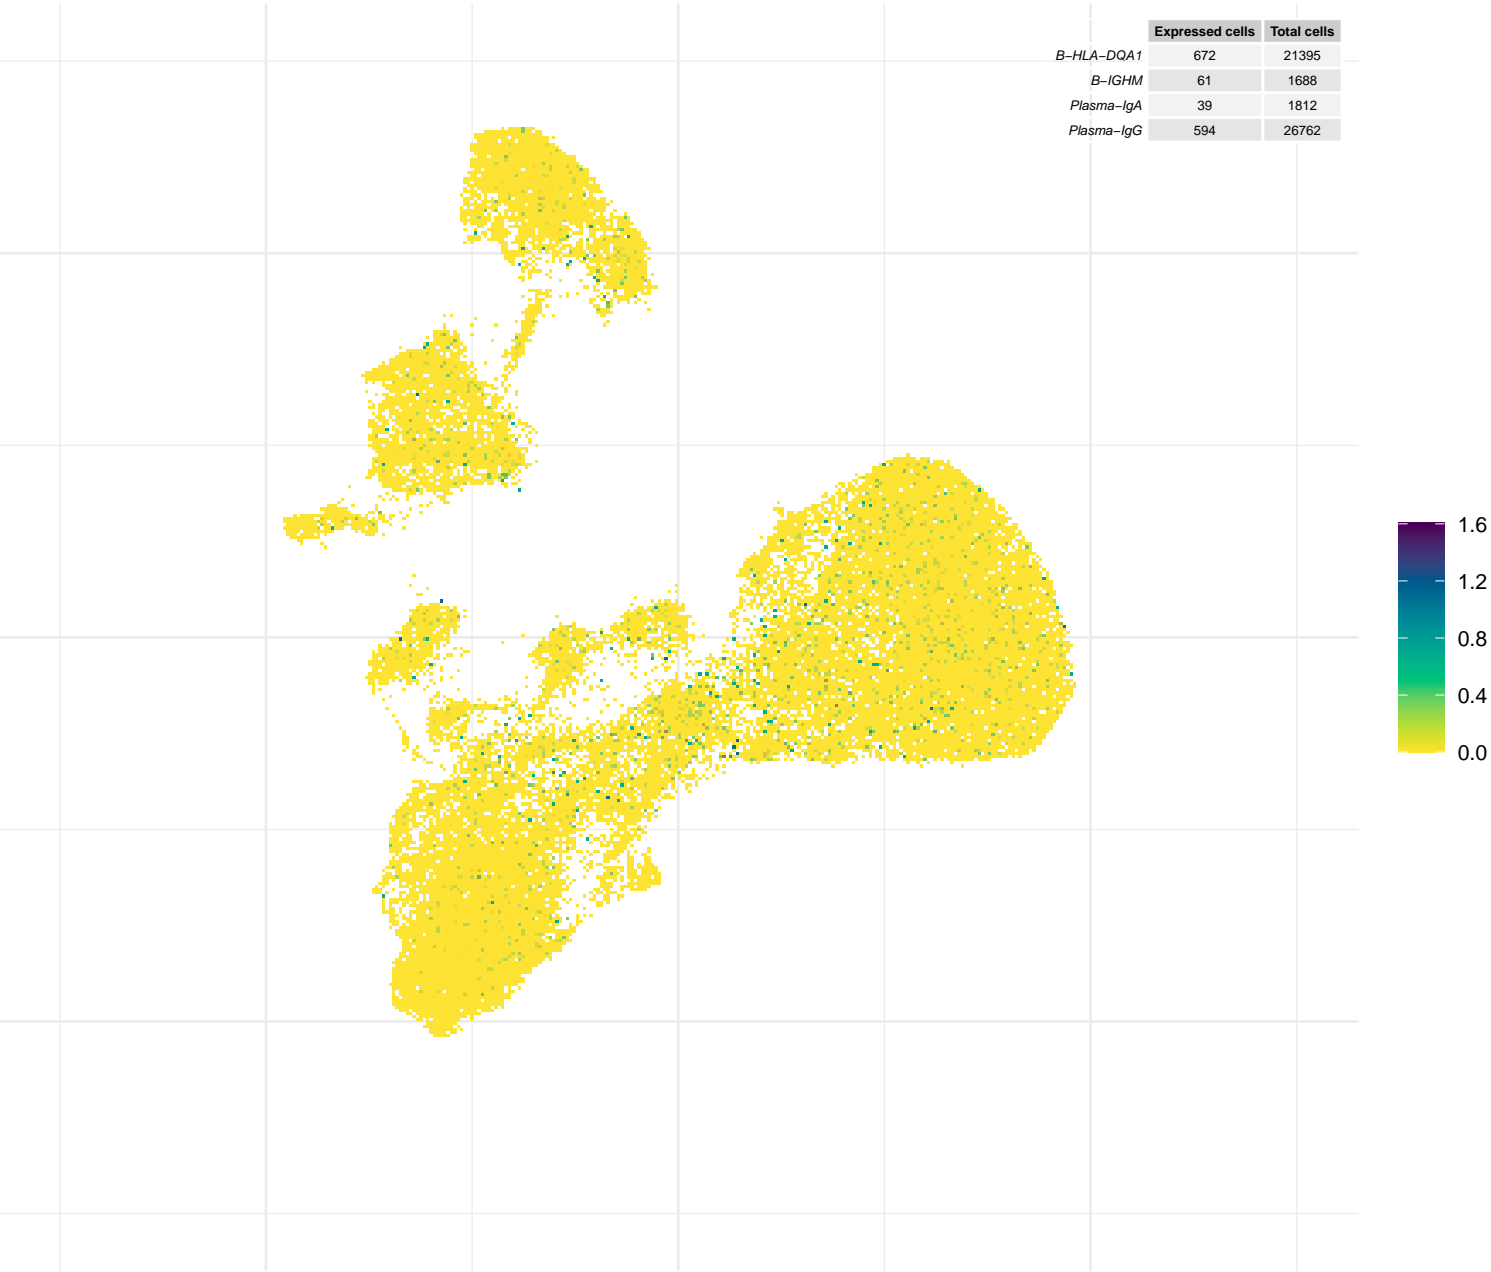 Expressed cells Total cells
B−HLA−DQA1 672 21395
B−IGHM 61 1688
Plasma−IgA 39 1812
Plasma−IgG 594 26762
1.6
1.2
0.8
0.4
0.0